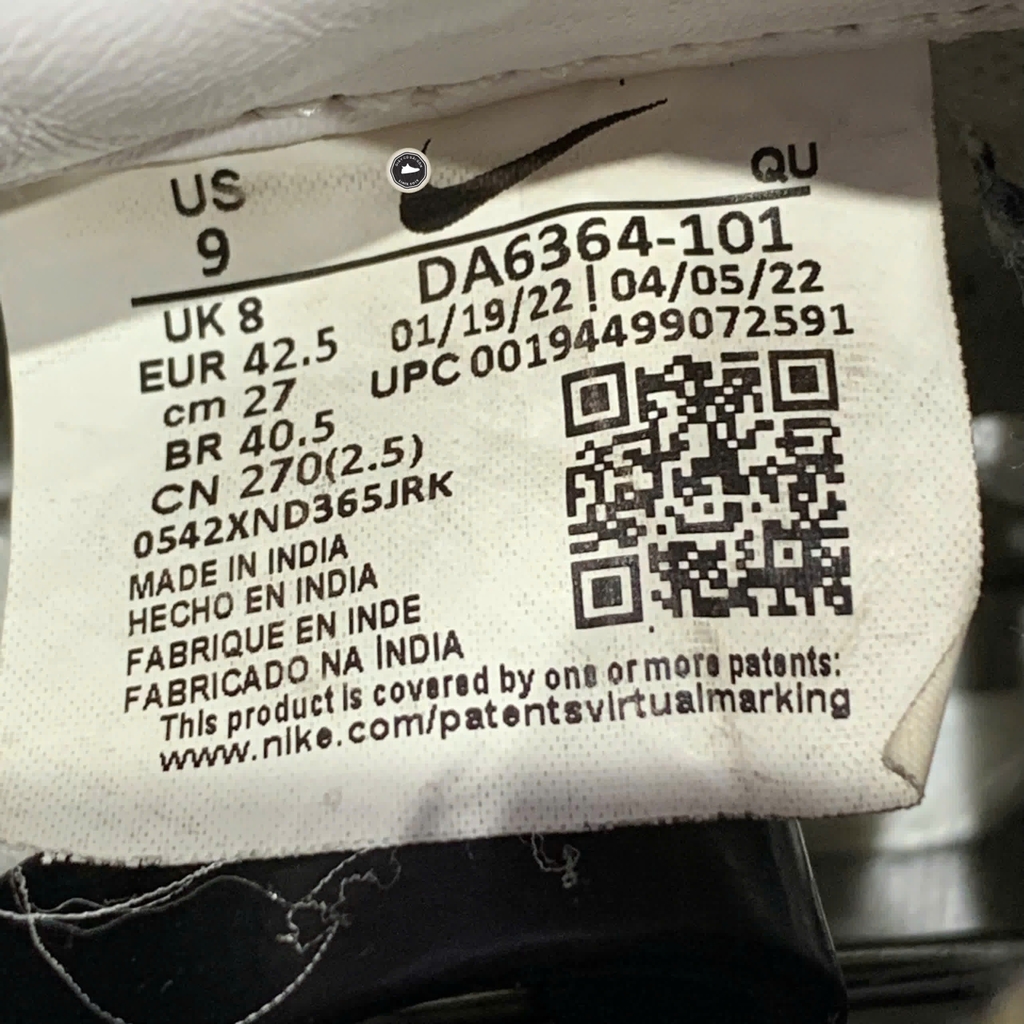 US
9
QU
DA6364-101
01/19/22 ! 04/05/22
UPC 00194499072591
UK 8
EUR 42.5
cm 27
BR 40.5
CN 270(2.5)
0542XND365JRK
MADE IN INDIA
HECHO EN INDIA
FABRIQUE EN INDE
FABRICADO NA ÍNDIA
This product is covered by one or more patents:
www.nike.com/patentsvirtualmarking